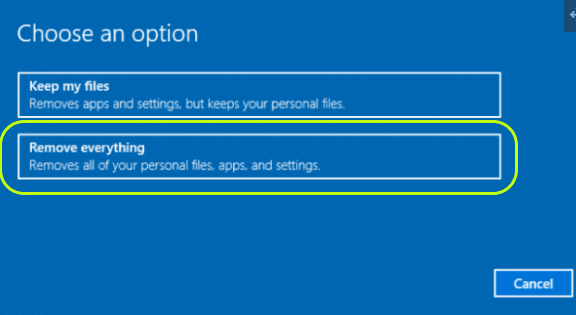 Choose an option
Keep my files
Removes apps and settings, but keeps your personal files.
Remove everything
Removes all of your personal files, apps, and settings.
Cancel